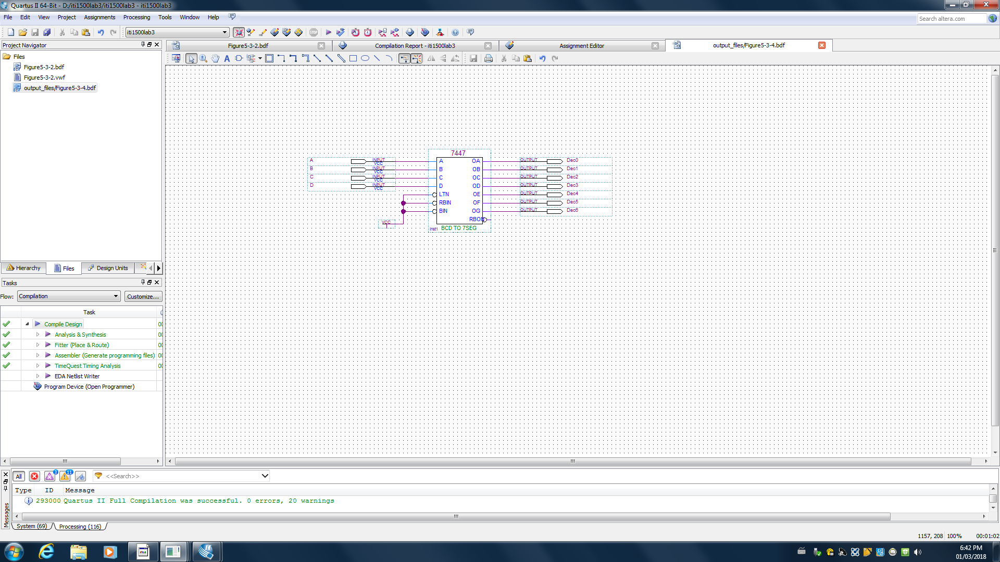 Quartus II 64-Bit - D:/iti1500lab3/iti1500lab3 - iti1500lab3
File Edit View Project Assignments Processing Tools Window Help
Search altera.com
iti1500lab3
Project Navigator
Figure5-3-2.bdf
Compilation Report - iti1500lab3
Assignment Editor
output_files/Figure5-3-4.bdf
Files
Figure5-3-2.bdf
Figure5-3-2.vwf
output_files/Figure5-3-4.bdf
7447
A INPUT VCC A OA OUTPUT Dec0
B INPUT VCC B OB OUTPUT Dec1
C INPUT VCC C OC OUTPUT Dec2
D INPUT VCC D OD OUTPUT Dec3
LTN OE OUTPUT Dec4
RBIN OF OUTPUT Dec5
BIN OG OUTPUT Dec6
RBON
VCC
inst1 BCD TO 7SEG
Hierarchy Files Design Units
Tasks
Flow: Compilation Customize...
Task
Compile Design 00
Analysis & Synthesis 00
Fitter (Place & Route) 00
Assembler (Generate programming files) 00
TimeQuest Timing Analysis 00
EDA Netlist Writer
Program Device (Open Programmer)
All 3 11 <<Search>>
Type ID Message
293000 Quartus II Full Compilation was successful. 0 errors, 20 warnings
Messages
System (69) Processing (116)
1157, 208 100% 00:01:02
6:42 PM
01/03/2018